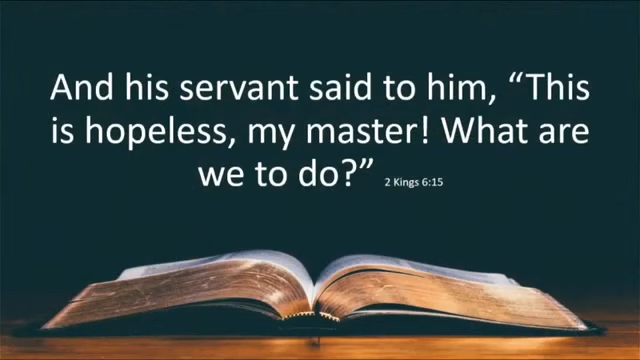 And his servant said to him, “This
is hopeless, my master! What are
we to do?” 2 Kings 6:15